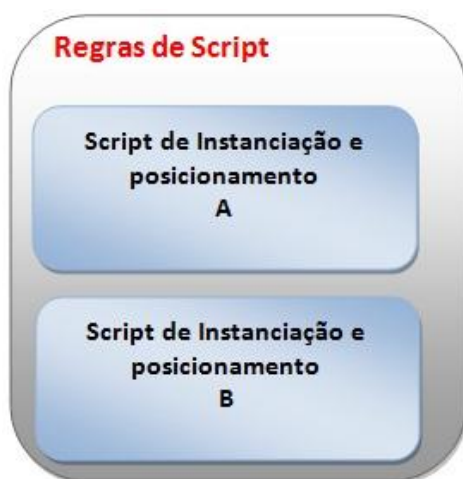 Regras de Script
Script de Instanciação e
posicionamento
A
Script de Instanciação e
posicionamento
B